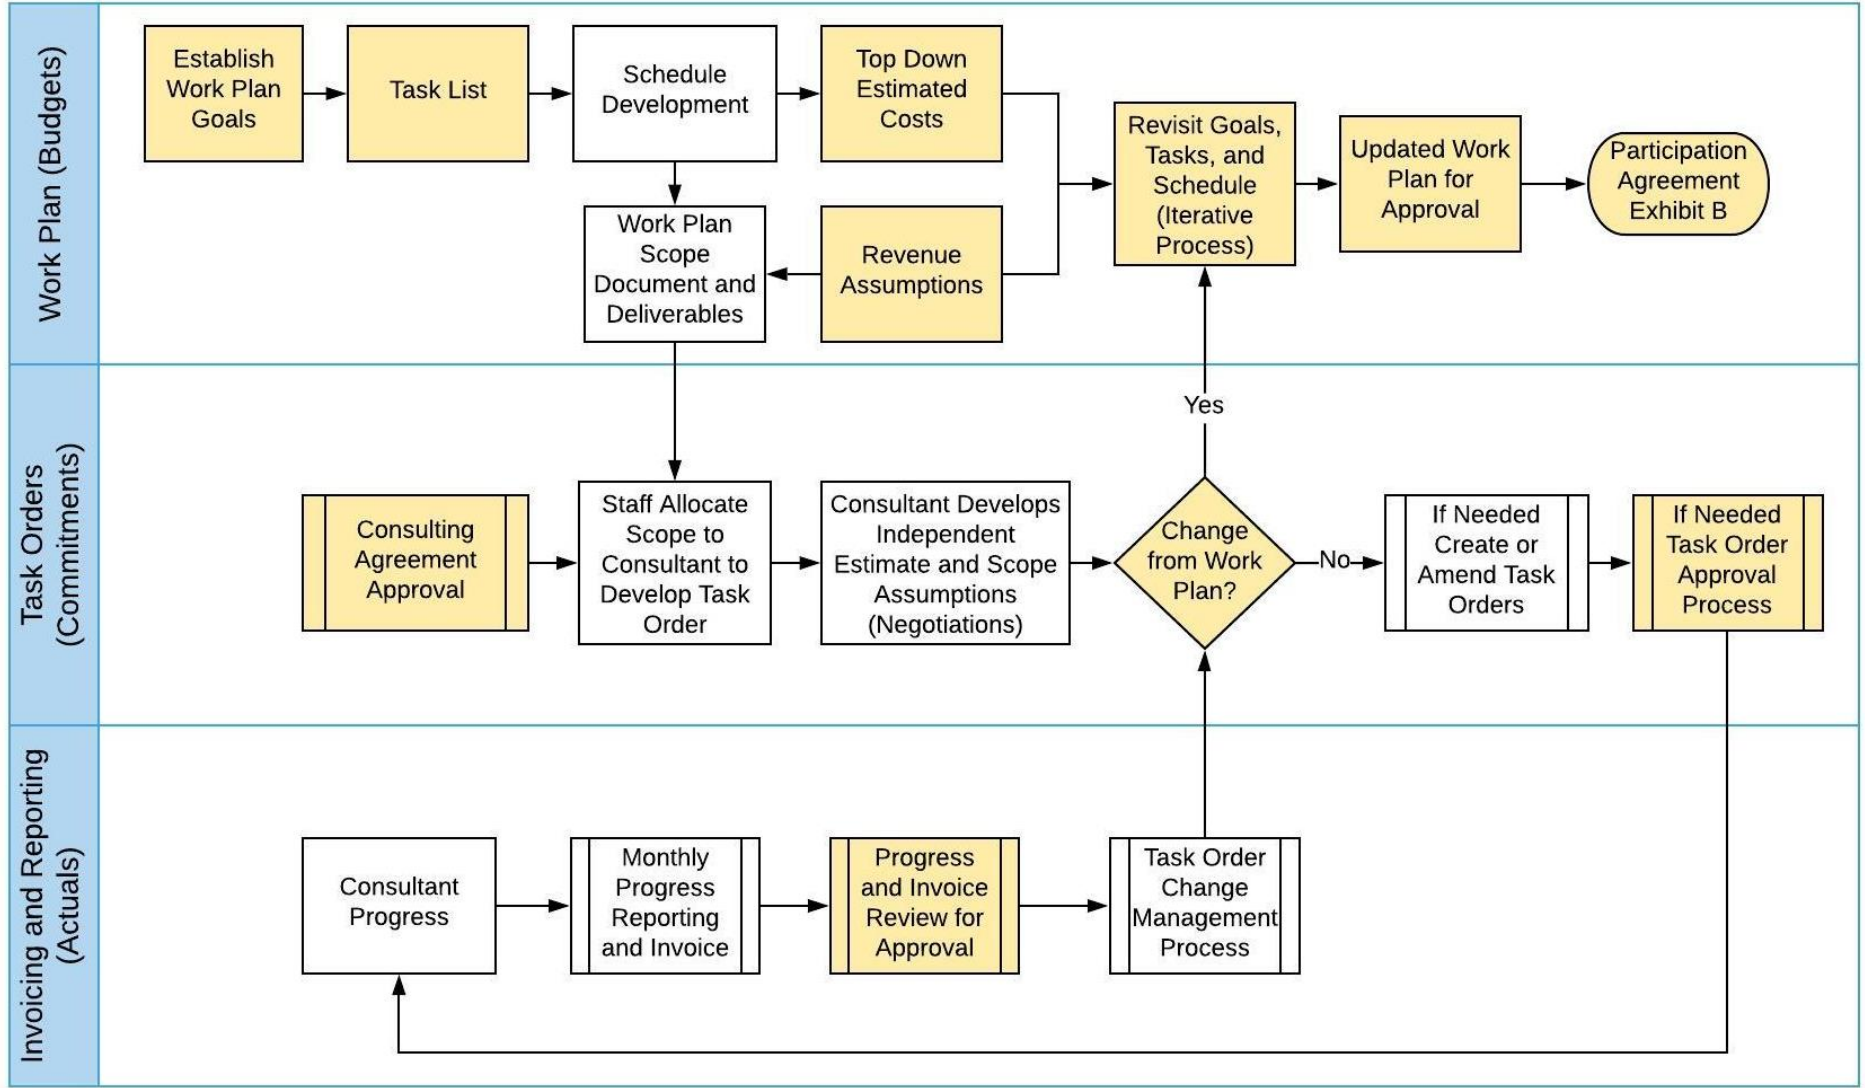 Work Plan (Budgets)
Establish
Work Plan
Goals
Task List
Schedule
Development
Top Down
Estimated
Costs
Work Plan
Scope
Document and
Deliverables
Revenue
Assumptions
Revisit Goals,
Tasks, and
Schedule
(Iterative
Process)
Updated Work
Plan for
Approval
Participation
Agreement
Exhibit B
Task Orders
(Commitments)
Consulting
Agreement
Approval
Staff Allocate
Scope to
Consultant to
Develop Task
Order
Consultant Develops
Independent
Estimate and Scope
Assumptions
(Negotiations)
Yes
Change
from Work
Plan?
No
If Needed
Create or
Amend Task
Orders
If Needed
Task Order
Approval
Process
Invoicing and Reporting
(Actuals)
Consultant
Progress
Monthly
Progress
Reporting
and Invoice
Progress
and Invoice
Review for
Approval
Task Order
Change
Management
Process